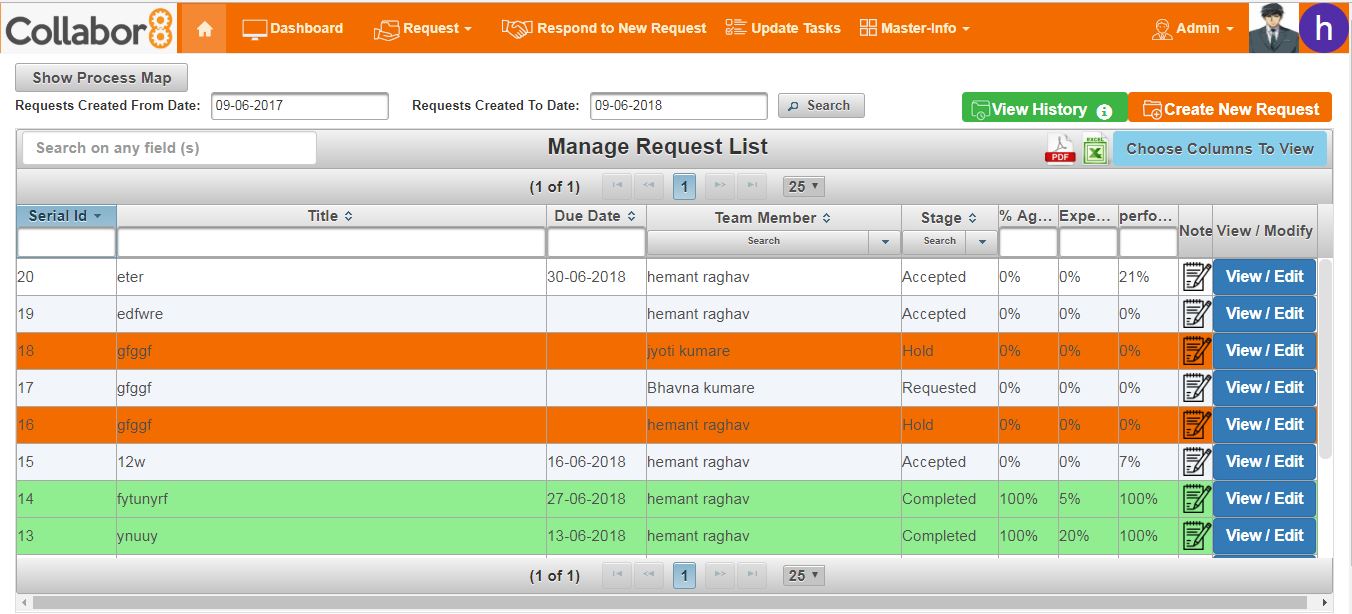 Collabor8 Dashboard Request Respond to New Request Update Tasks Master-Info Admin h
Show Process Map
Requests Created From Date: 09-06-2017 Requests Created To Date: 09-06-2018 Search View History i Create New Request
Search on any field (s) Manage Request List PDF EXCEL X Choose Columns To View
(1 of 1) 1 25
Serial Id Title Due Date Team Member Stage % Ag... Expe... perfo... Note View / Modify
Search Search
20 eter 30-06-2018 hemant raghav Accepted 0% 0% 21% View / Edit
19 edfwre hemant raghav Accepted 0% 0% 0% View / Edit
18 gfggf jyoti kumare Hold 0% 0% 0% View / Edit
17 gfggf Bhavna kumare Requested 0% 0% 0% View / Edit
16 gfggf hemant raghav Hold 0% 0% 0% View / Edit
15 12w 16-06-2018 hemant raghav Accepted 0% 0% 7% View / Edit
14 fytunyrf 27-06-2018 hemant raghav Completed 100% 5% 100% View / Edit
13 ynuuy 13-06-2018 hemant raghav Completed 100% 20% 100% View / Edit
(1 of 1) 1 25